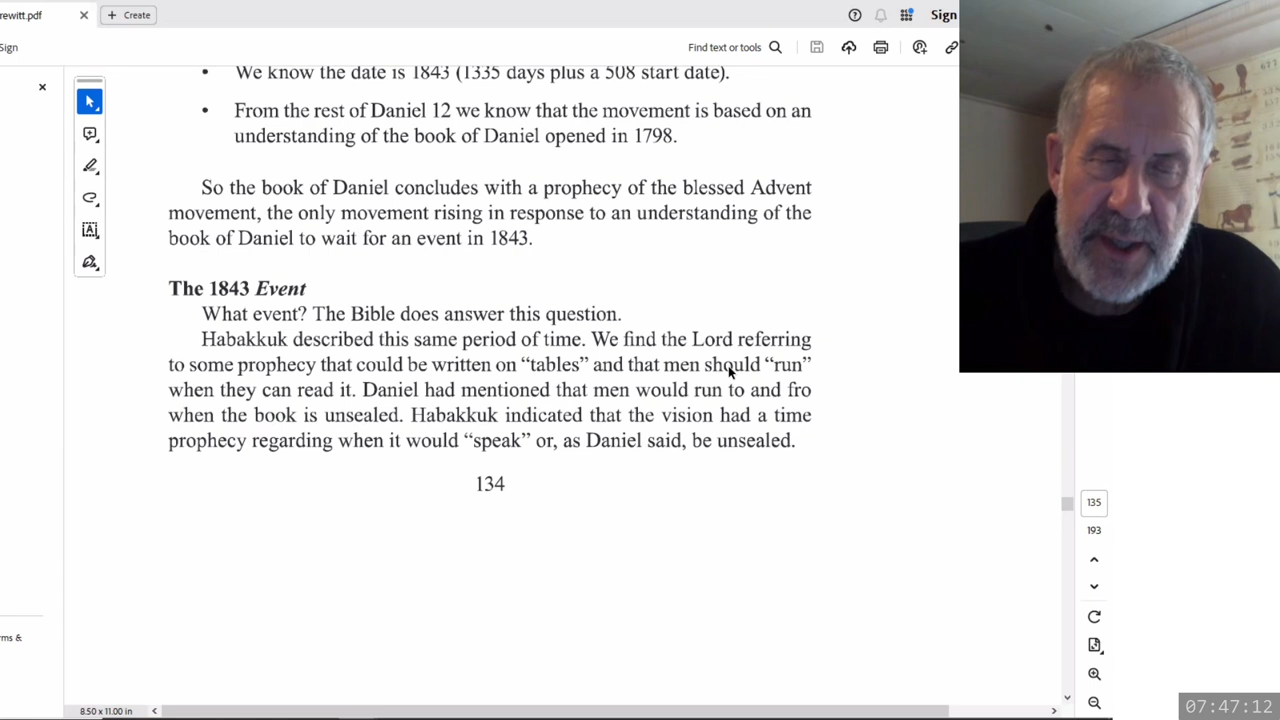 rewitt.pdf
Create
Sign
Sign
Find text or tools
• We know the date is 1843 (1335 days plus a 508 start date).
• From the rest of Daniel 12 we know that the movement is based on an
understanding of the book of Daniel opened in 1798.
So the book of Daniel concludes with a prophecy of the blessed Advent
movement, the only movement rising in response to an understanding of the
book of Daniel to wait for an event in 1843.
The 1843 Event
What event? The Bible does answer this question.
Habakkuk described this same period of time. We find the Lord referring
to some prophecy that could be written on “tables” and that men should “run”
when they can read it. Daniel had mentioned that men would run to and fro
when the book is unsealed. Habakkuk indicated that the vision had a time
prophecy regarding when it would “speak” or, as Daniel said, be unsealed.
134
135
193
rms &
8.50 x 11.00 in
07:47:12